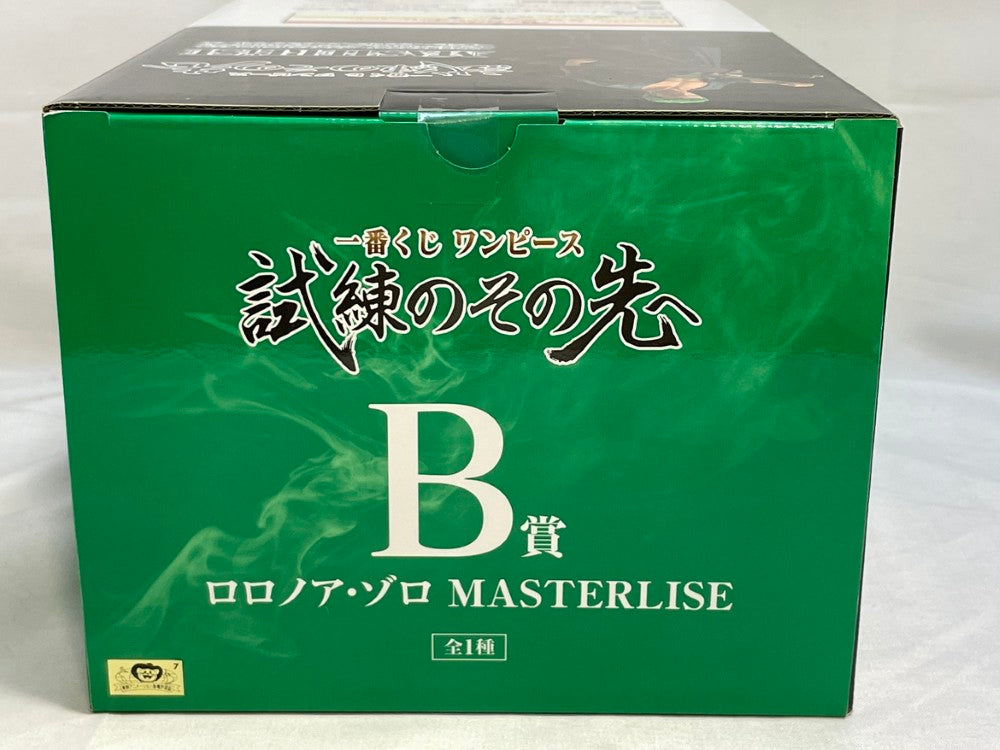 一番くじ ワンピース
試練のその先へ
B賞
ロロノア・ゾロ MASTERLISE
全1種
7